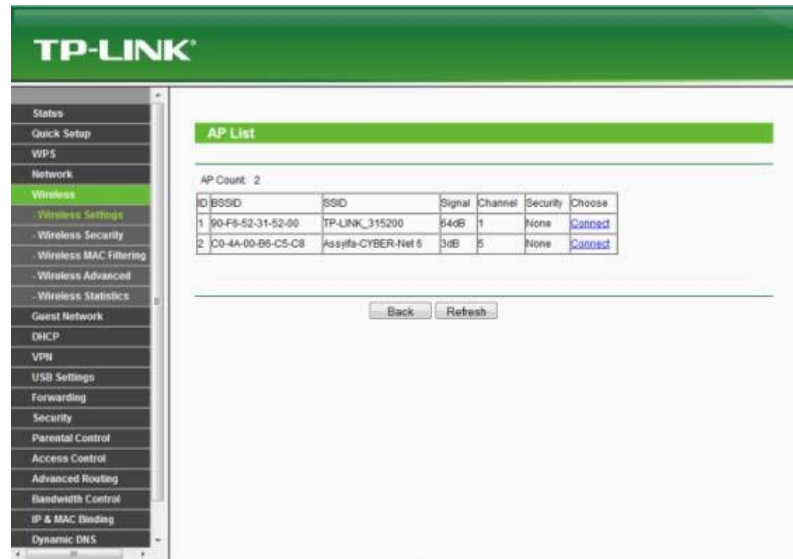 TP-LINK®
Status
Quick Setup
WPS
Network
Wireless
- Wireless Settings
- Wireless Security
- Wireless MAC Filtering
- Wireless Advanced
- Wireless Statistics
Guest Network
DHCP
VPN
USB Settings
Forwarding
Security
Parental Control
Access Control
Advanced Routing
Bandwidth Control
IP & MAC Binding
Dynamic DNS
AP List
AP Count: 2
ID BSSID SSID Signal Channel Security Choose
1 90-F6-52-31-52-00 TP-LINK_315200 64dB 1 None Connect
2 C0-4A-00-B6-C5-C8 Assyifa-CYBER-Net 6 3dB 5 None Connect
Back Refresh